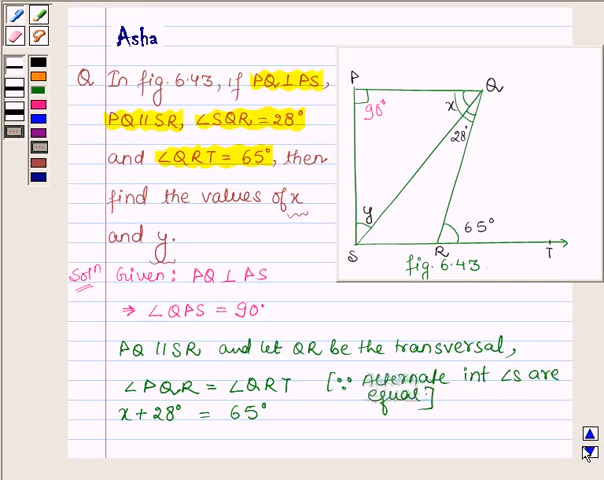 Asha
Q In fig. 6.43, if PQ⊥PS,
PQ॥SR, ∠SQR = 28°
and ∠QRT = 65°, then
find the values of x
and y.
P
Q
90°
x
28°
y
65°
S
R
T
fig. 6.43
Solⁿ Given: PQ ⊥ PS
⇒ ∠QPS = 90°
PQ ॥ SR and let QR be the transversal,
∠PQR = ∠QRT [∵ Alternate int ∠s are
equal]
x + 28° = 65°